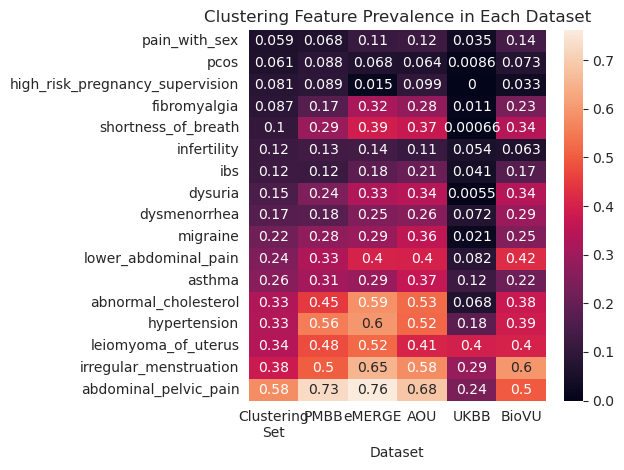 Clustering Feature Prevalence in Each Dataset
pain_with_sex 0.059 0.068 0.11 0.12 0.035 0.14
pcos 0.061 0.088 0.068 0.064 0.0086 0.073
high_risk_pregnancy_supervision 0.081 0.089 0.015 0.099 0 0.033
fibromyalgia 0.087 0.17 0.32 0.28 0.011 0.23
shortness_of_breath 0.1 0.29 0.39 0.37 0.00066 0.34
infertility 0.12 0.13 0.14 0.11 0.054 0.063
ibs 0.12 0.12 0.18 0.21 0.041 0.17
dysuria 0.15 0.24 0.33 0.34 0.0055 0.34
dysmenorrhea 0.17 0.18 0.25 0.26 0.072 0.29
migraine 0.22 0.28 0.29 0.36 0.021 0.25
lower_abdominal_pain 0.24 0.33 0.4 0.4 0.082 0.42
asthma 0.26 0.31 0.29 0.37 0.12 0.22
abnormal_cholesterol 0.33 0.45 0.59 0.53 0.068 0.38
hypertension 0.33 0.56 0.6 0.52 0.18 0.39
leiomyoma_of_uterus 0.34 0.48 0.52 0.41 0.4 0.4
irregular_menstruation 0.38 0.5 0.65 0.58 0.29 0.6
abdominal_pelvic_pain 0.58 0.73 0.76 0.68 0.24 0.5
Clustering PMBB eMERGE AOU UKBB BioVU
Set
Dataset
0.7
0.6
0.5
0.4
0.3
0.2
0.1
0.0